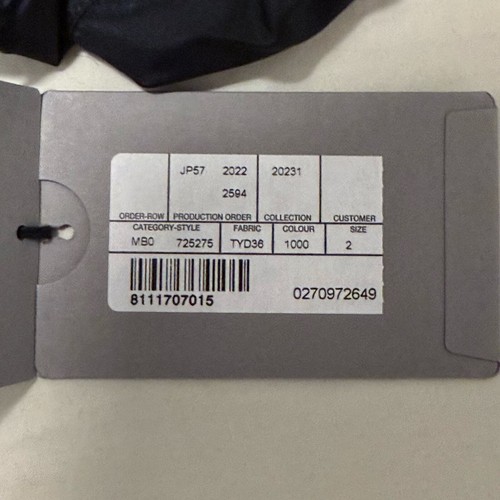 JP57 2022 20231
2594
ORDER-ROW PRODUCTION ORDER COLLECTION CUSTOMER
CATEGORY-STYLE FABRIC COLOUR SIZE
MB0 725275 TYD36 1000 2
8111707015 0270972649